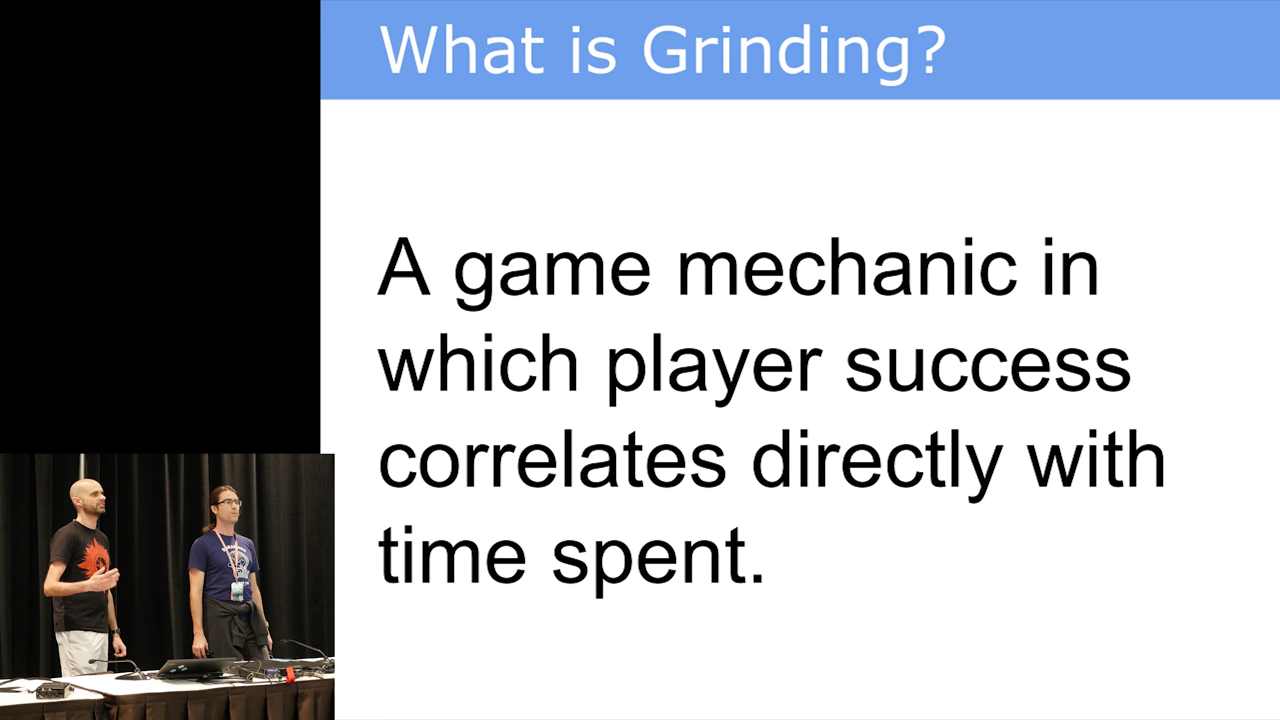 What is Grinding?
A game mechanic in
which player success
correlates directly with
time spent.